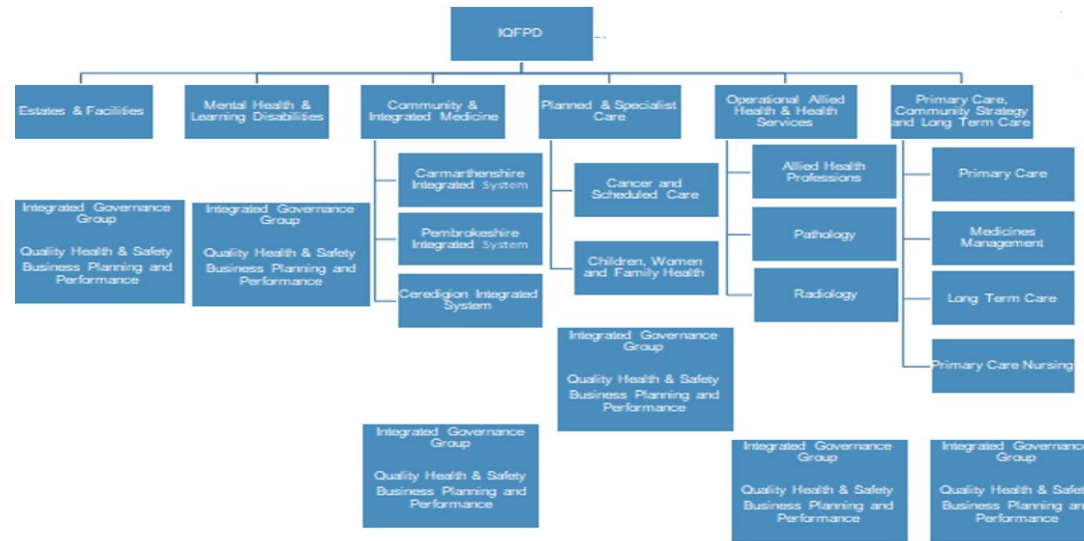 IQFPD
Estates & Facilities
Mental Health &
Learning Disabilities
Community &
Integrated Medicine
Planned & Specialist
Care
Operational Allied
Health & Health
Services
Primary Care,
Community Strategy
and Long Term Care
Integrated Governance
Group
Quality Health & Safety
Business Planning and
Performance
Integrated Governance
Group
Quality Health & Safety
Business Planning and
Performance
Carmarthenshire
Integrated System
Pembrokeshire
Integrated System
Ceredigion Integrated
System
Integrated Governance
Group
Quality Health & Safety
Business Planning and
Performance
Cancer and
Scheduled Care
Children, Women
and Family Health
Integrated Governance
Group
Quality Health & Safety
Business Planning and
Performance
Allied Health
Professions
Pathology
Radiology
Integrated Governance
Group
Quality Health & Safety
Business Planning and
Performance
Primary Care
Medicines
Management
Long Term Care
Primary Care Nursing
Integrated Governance
Group
Quality Health & Safet
Business Planning an
Performance